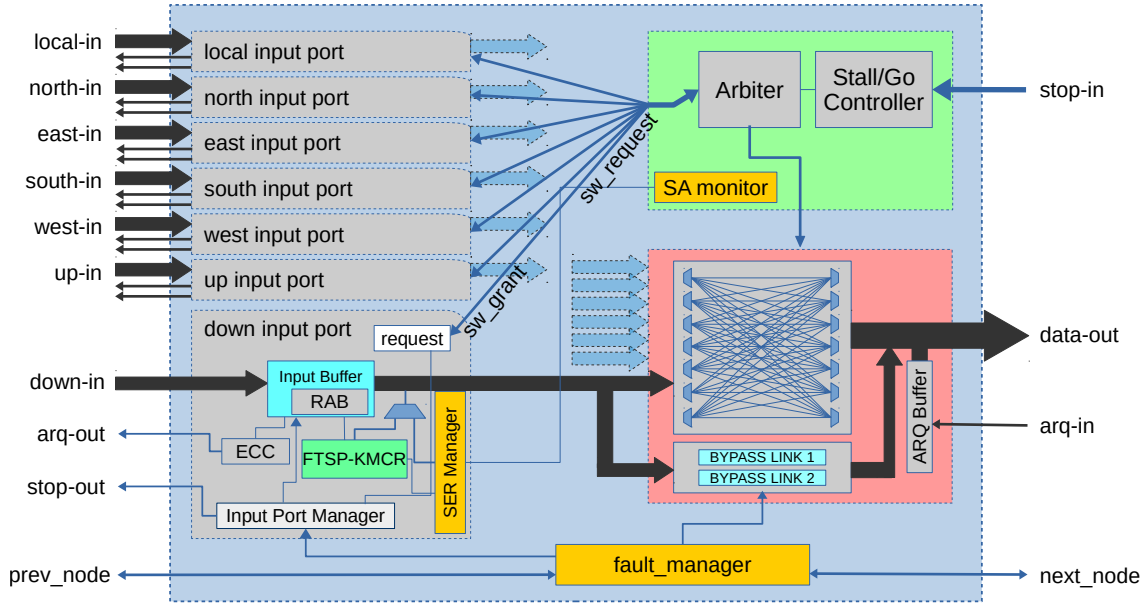 local-in
north-in
east-in
south-in
west-in
up-in
down-in
arq-out
stop-out
prev_node
local input port
north input port
east input port
south input port
west input port
up input port
down input port
request
Input Buffer
RAB
ECC
FTSP-KMCR
SER Manager
Input Port Manager
sw_request
sw_grant
Arbiter
Stall/Go
Controller
SA monitor
BYPASS LINK 1
BYPASS LINK 2
ARQ Buffer
fault_manager
stop-in
data-out
arq-in
next_node